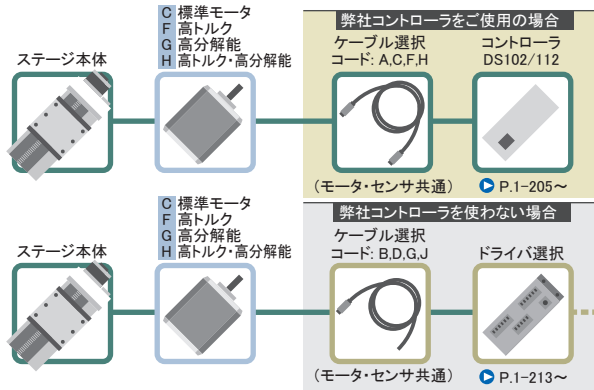 C 標準モータ
F 高トルク
G 高分解能
H 高トルク・高分解能
弊社コントローラをご使用の場合
ステージ本体
ケーブル選択
コード: A,C,F,H
コントローラ
DS102/112
(モータ・センサ共通)
P.1-205～
C 標準モータ
F 高トルク
G 高分解能
H 高トルク・高分解能
弊社コントローラを使わない場合
ステージ本体
ケーブル選択
コード: B,D,G,J
ドライバ選択
(モータ・センサ共通)
P.1-213～